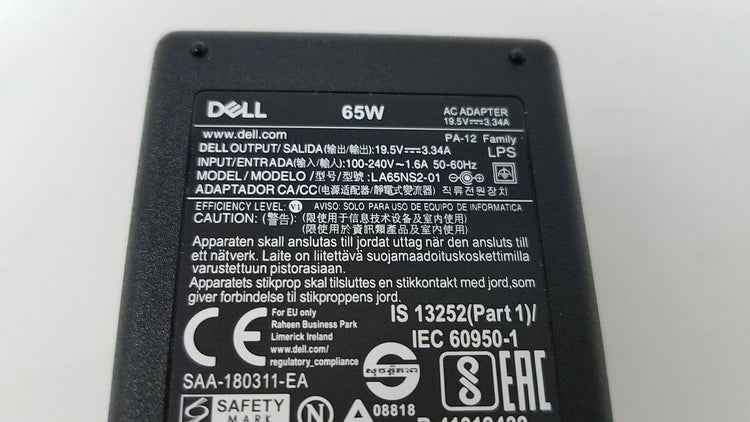 DELL 65W AC ADAPTER
19.5V⎓3.34A
www.dell.com PA-12 Family
DELL OUTPUT/ SALIDA(输出/輸出):19.5V⎓3.34A LPS
INPUT/ENTRADA(输入/輸入):100-240V~1.6A 50-60Hz
MODEL/ MODELO /型号/型號:LA65NS2-01
ADAPTADOR CA/CC(电源适配器/靜電式變流器) 직류전원장치
EFFICIENCY LEVEL: VI AVISO: SOLO PARA USO DE EQUIPO DE INFORMATICA
CAUTION: (警告): (限使用于信息技术设备及室内使用)
(限使用於資訊類產品及室內使用)
Apparaten skall anslutas till jordat uttag när den ansluts till
ett nätverk. Laite on liitettävä suojamaadoituskoskettimilla
varustettuun pistorasiaan.
Apparatets stikprop skal tilsluttes en stikkontakt med jord,som
giver forbindelse til stikproppens jord.
CE
For EU only
Raheen Business Park
Limerick Ireland
www.dell.com/
regulatory_compliance
IS 13252(Part 1)/
IEC 60950-1
SAA-180311-EA
EAC
SAFETY
MARK
N
08818